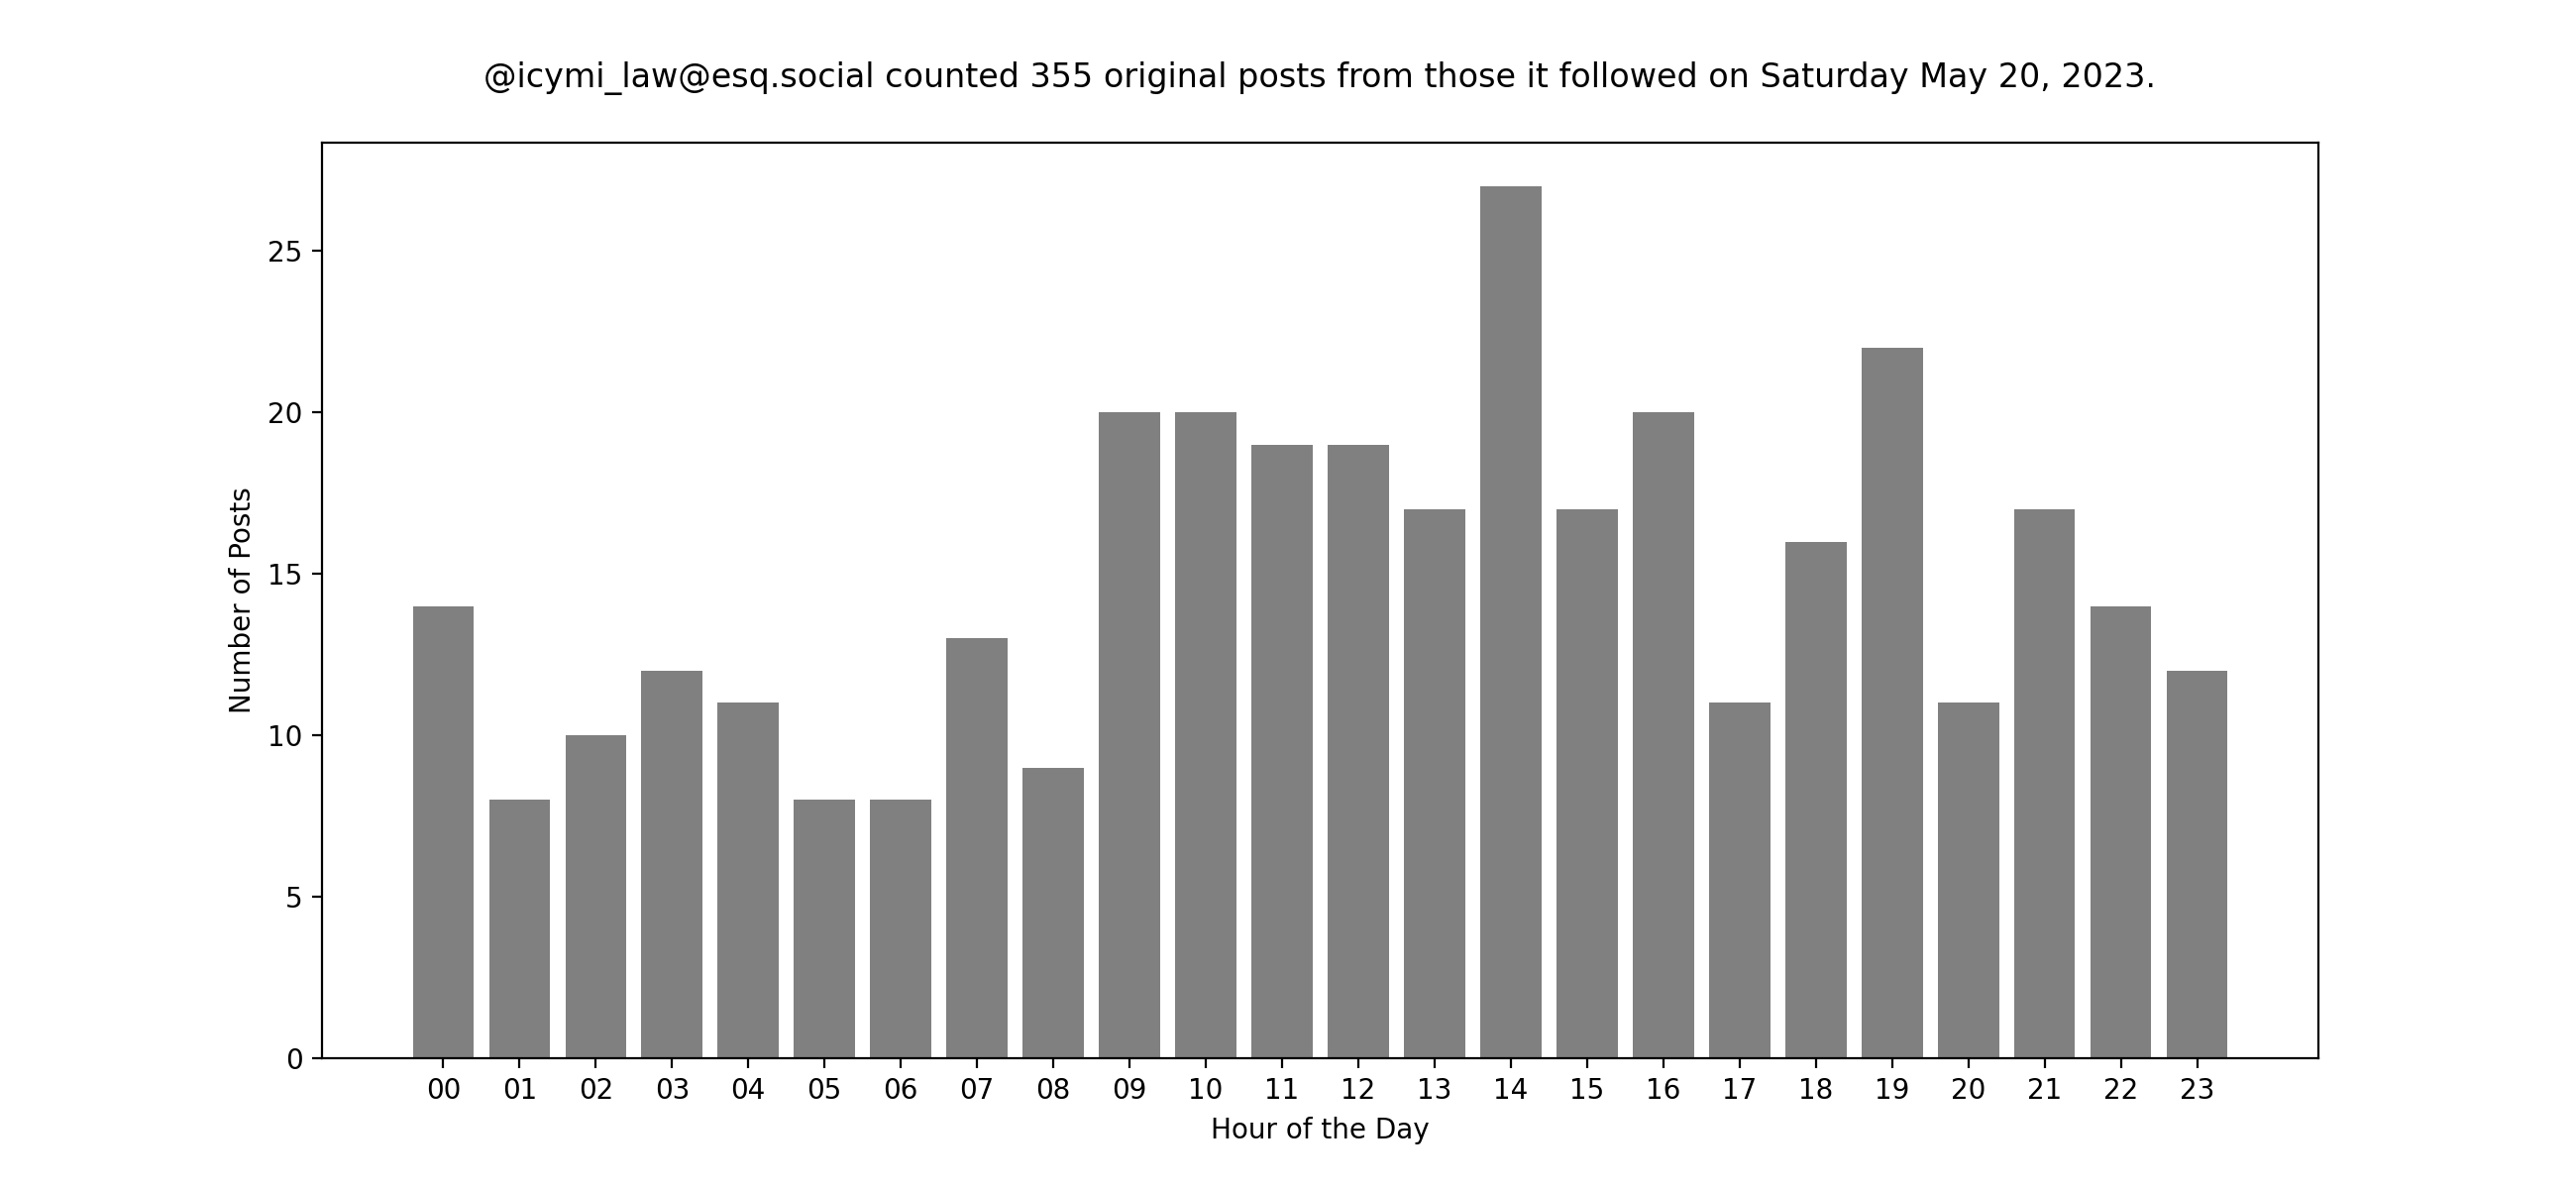 @icymi_law@esq.social counted 355 original posts from those it followed on Saturday May 20, 2023.
25
20
15
10
5
0
Number of Posts
00 01 02 03 04 05 06 07 08 09 10 11 12 13 14 15 16 17 18 19 20 21 22 23
Hour of the Day